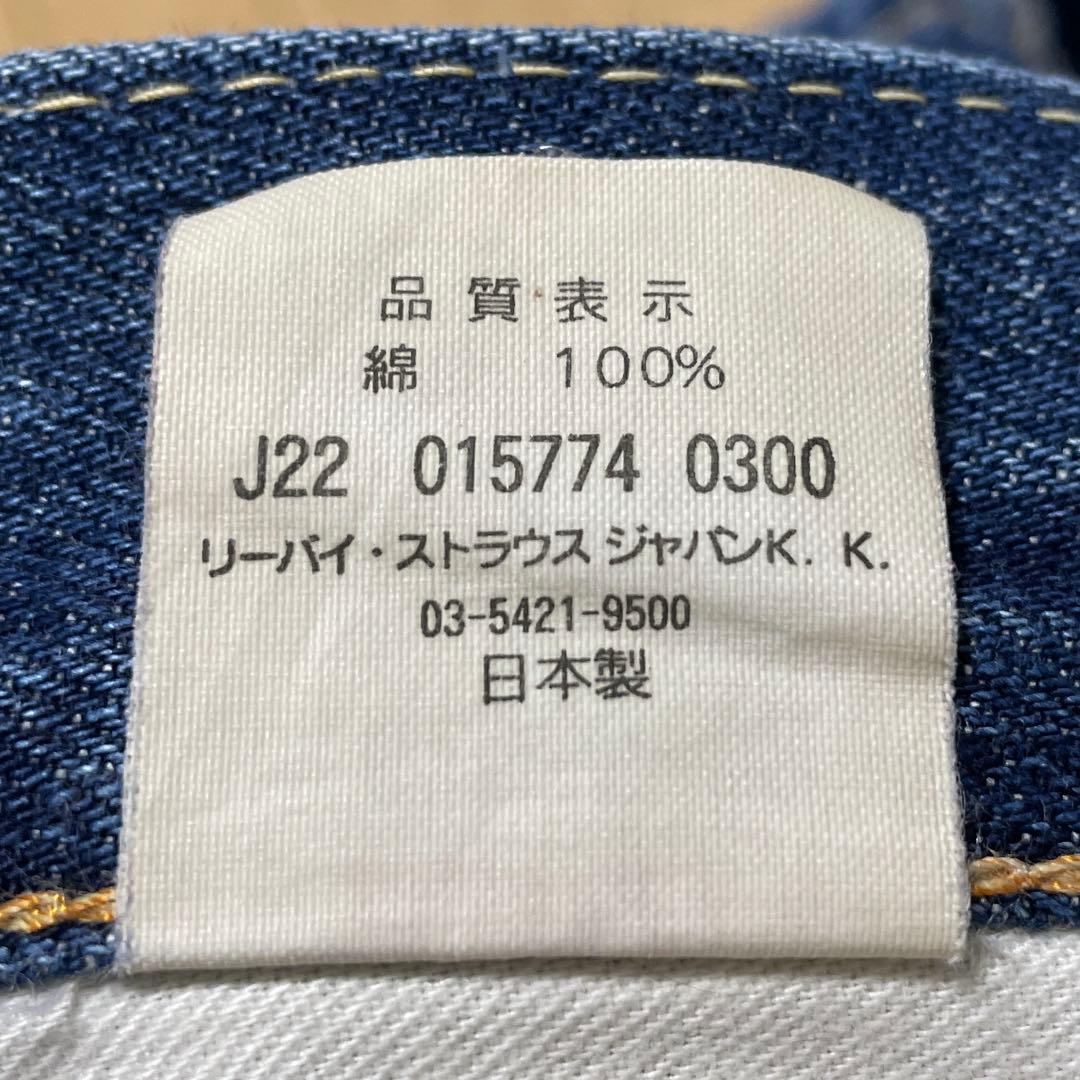 品質表示
綿 100%
J22 015774 0300
リーバイ・ストラウス ジャパンK. K.
03-5421-9500
日本製